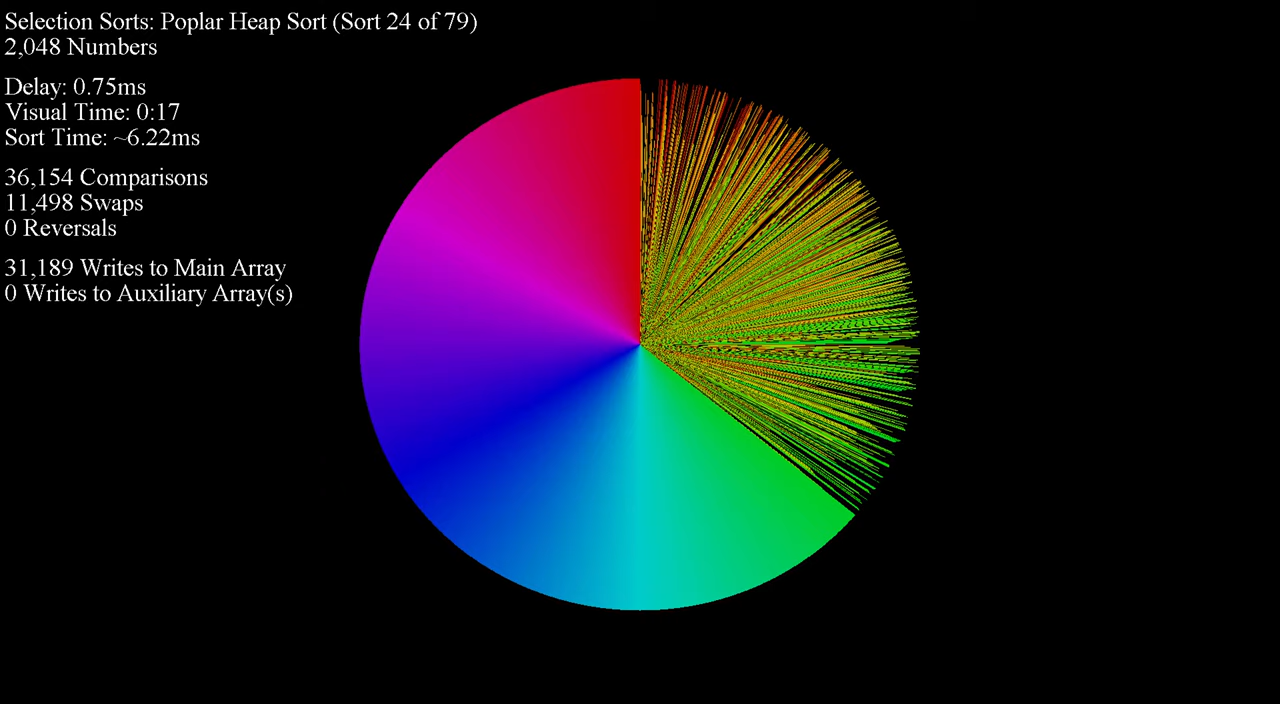 Selection Sorts: Poplar Heap Sort (Sort 24 of 79)
2,048 Numbers
Delay: 0.75ms
Visual Time: 0:17
Sort Time: ~6.22ms
36,154 Comparisons
11,498 Swaps
0 Reversals
31,189 Writes to Main Array
0 Writes to Auxiliary Array(s)